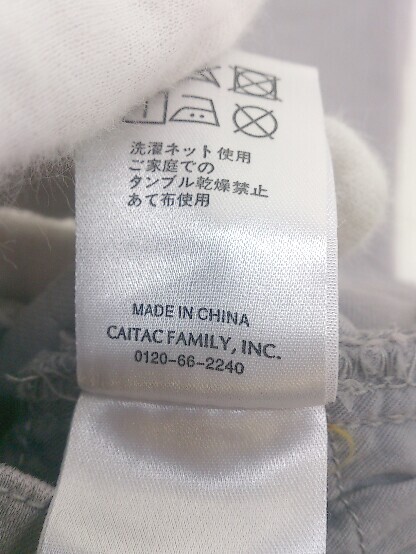 洗濯ネット使用
ご家庭での
タンブル乾燥禁止
あて布使用
MADE IN CHINA
CAITAC FAMILY, INC.
0120-66-2240